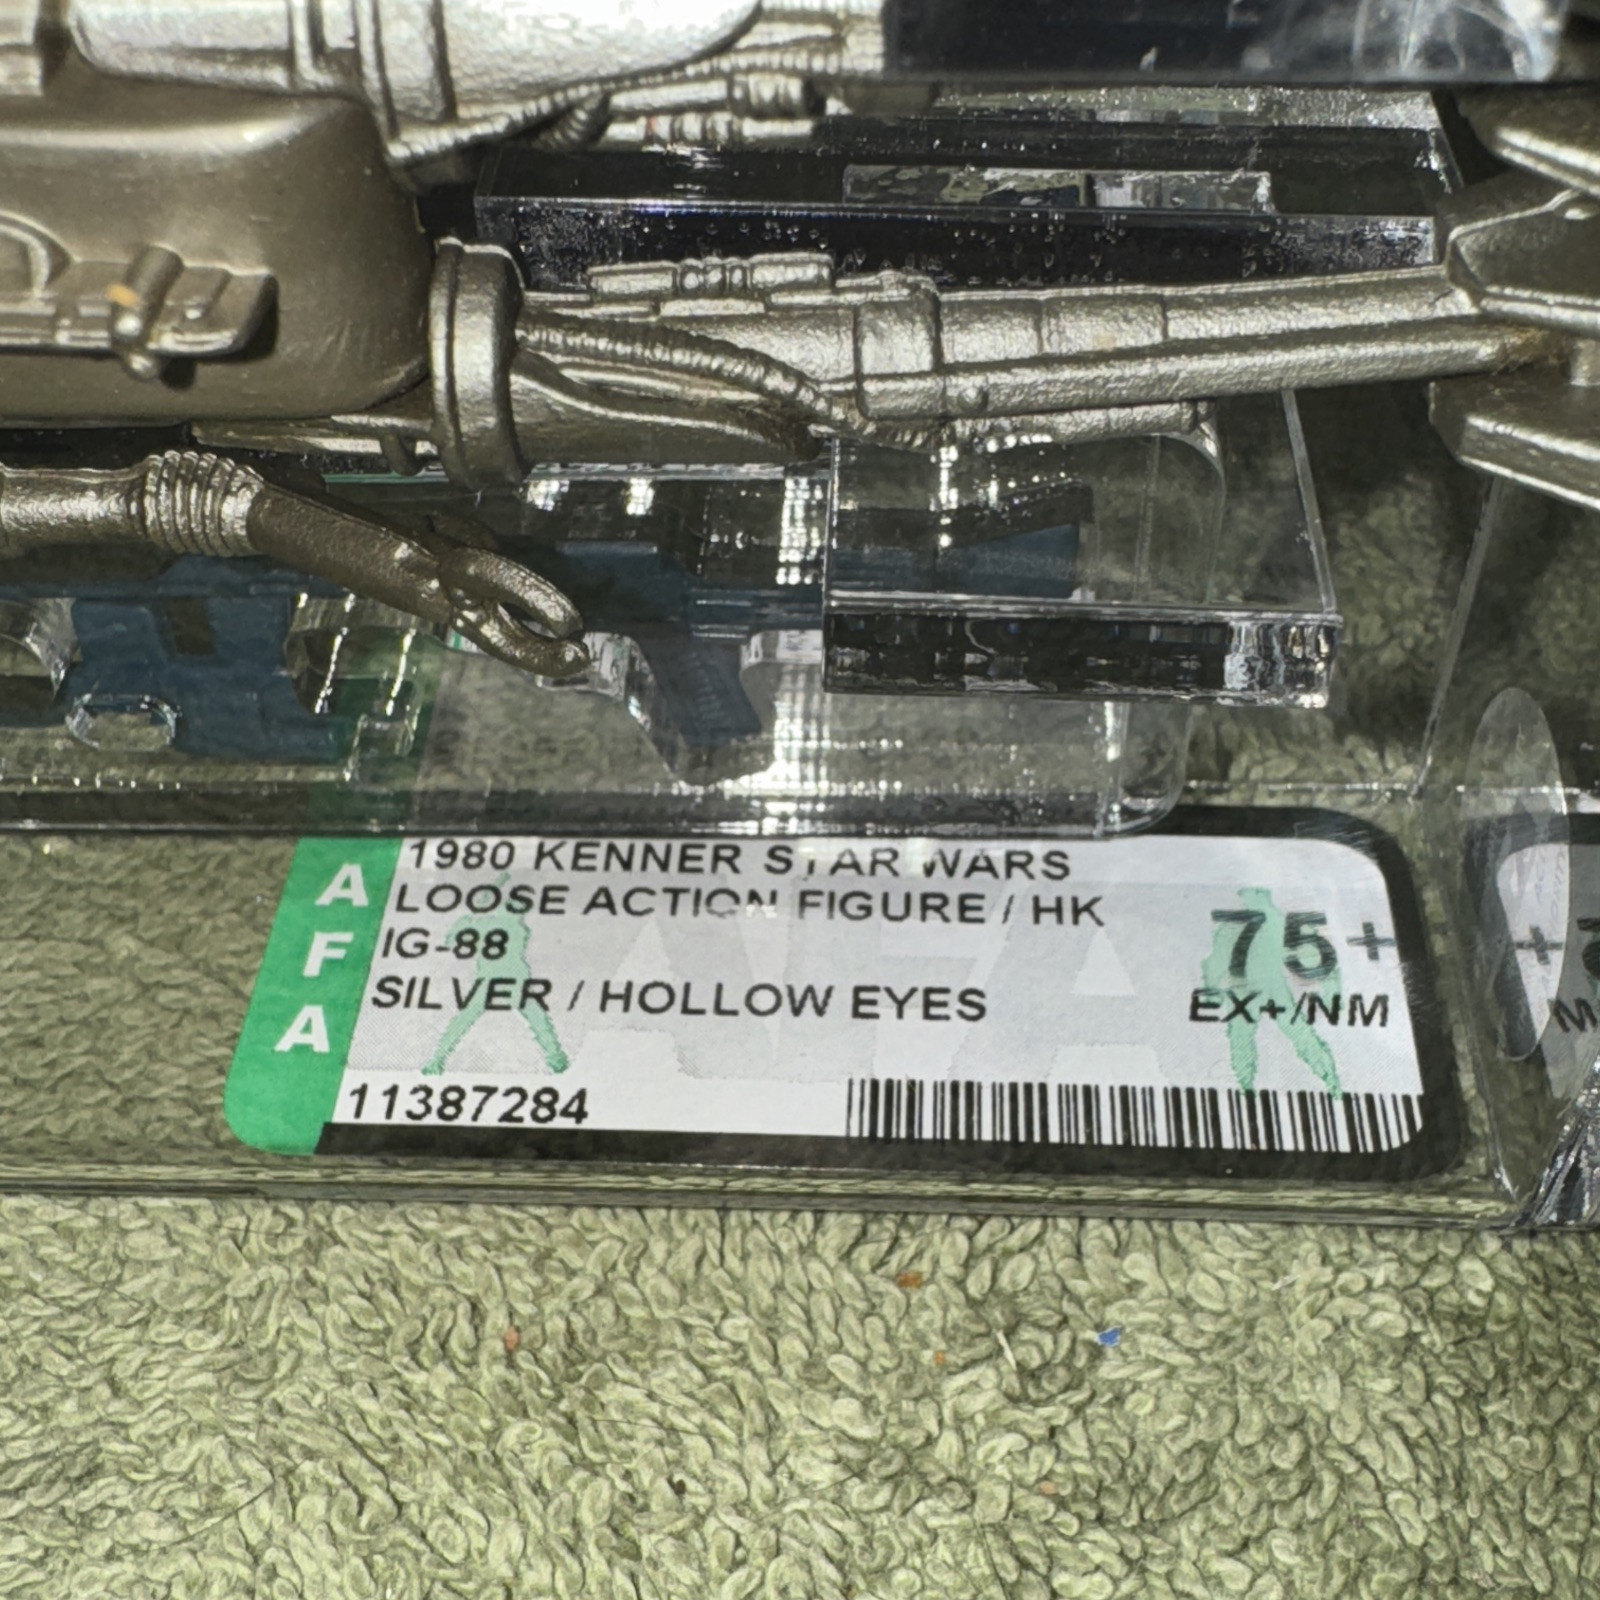 AFA
1980 KENNER STAR WARS
LOOSE ACTION FIGURE / HK
IG-88
SILVER / HOLLOW EYES
75+
EX+/NM
11387284